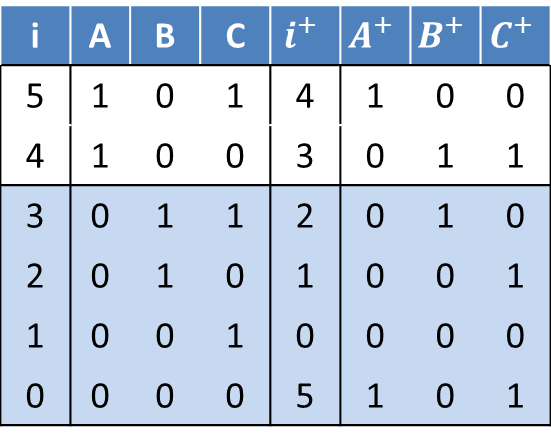 i A B C i⁺ A⁺ B⁺ C⁺
5 1 0 1 4 1 0 0
4 1 0 0 3 0 1 1
3 0 1 1 2 0 1 0
2 0 1 0 1 0 0 1
1 0 0 1 0 0 0 0
0 0 0 0 5 1 0 1